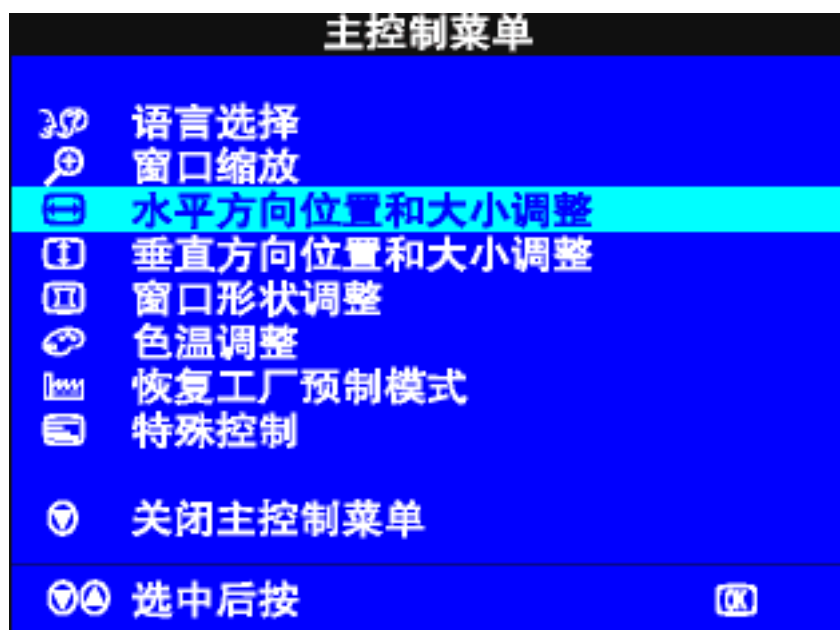 主控制菜单
语言选择
窗口缩放
水平方向位置和大小调整
垂直方向位置和大小调整
窗口形状调整
色温调整
恢复工厂预制模式
特殊控制
关闭主控制菜单
选中后按 OK